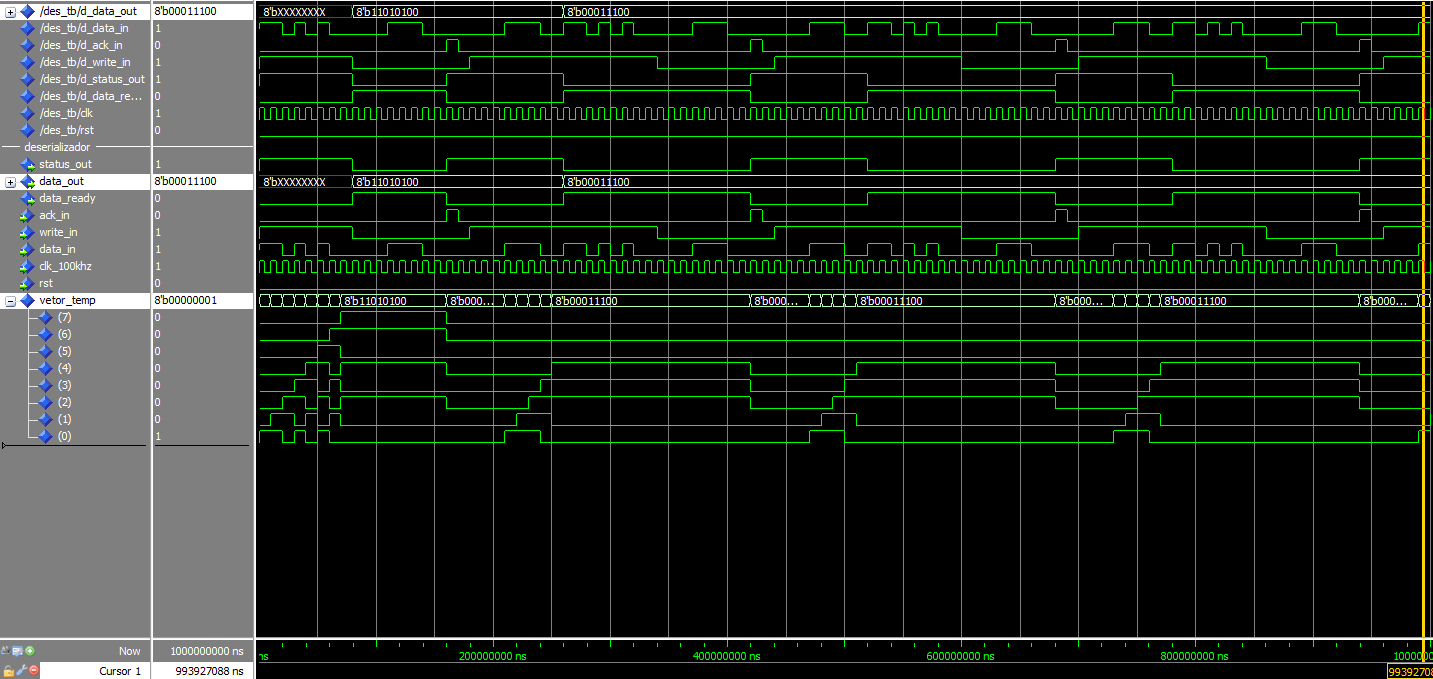 /des_tb/d_data_out 8'b00011100 8'bXXXXXXXX 8'b11010100 8'b00011100
/des_tb/d_data_in 1
/des_tb/d_ack_in 0
/des_tb/d_write_in 1
/des_tb/d_status_out 1
/des_tb/d_data_re... 0
/des_tb/clk 1
/des_tb/rst 0
deserializador
status_out 1
data_out 8'b00011100 8'bXXXXXXXX 8'b11010100 8'b00011100
data_ready 0
ack_in 0
write_in 1
data_in 1
clk_100khz 1
rst 0
vetor_temp 8'b00000001 8'b11010100 8'b000... 8'b00011100 8'b000... 8'b00011100 8'b000... 8'b00011100 8'b000...
(7) 0
(6) 0
(5) 0
(4) 0
(3) 0
(2) 0
(1) 0
(0) 1
Now 1000000000 ns ns 200000000 ns 400000000 ns 600000000 ns 800000000 ns 1000000
Cursor 1 993927088 ns 99392708